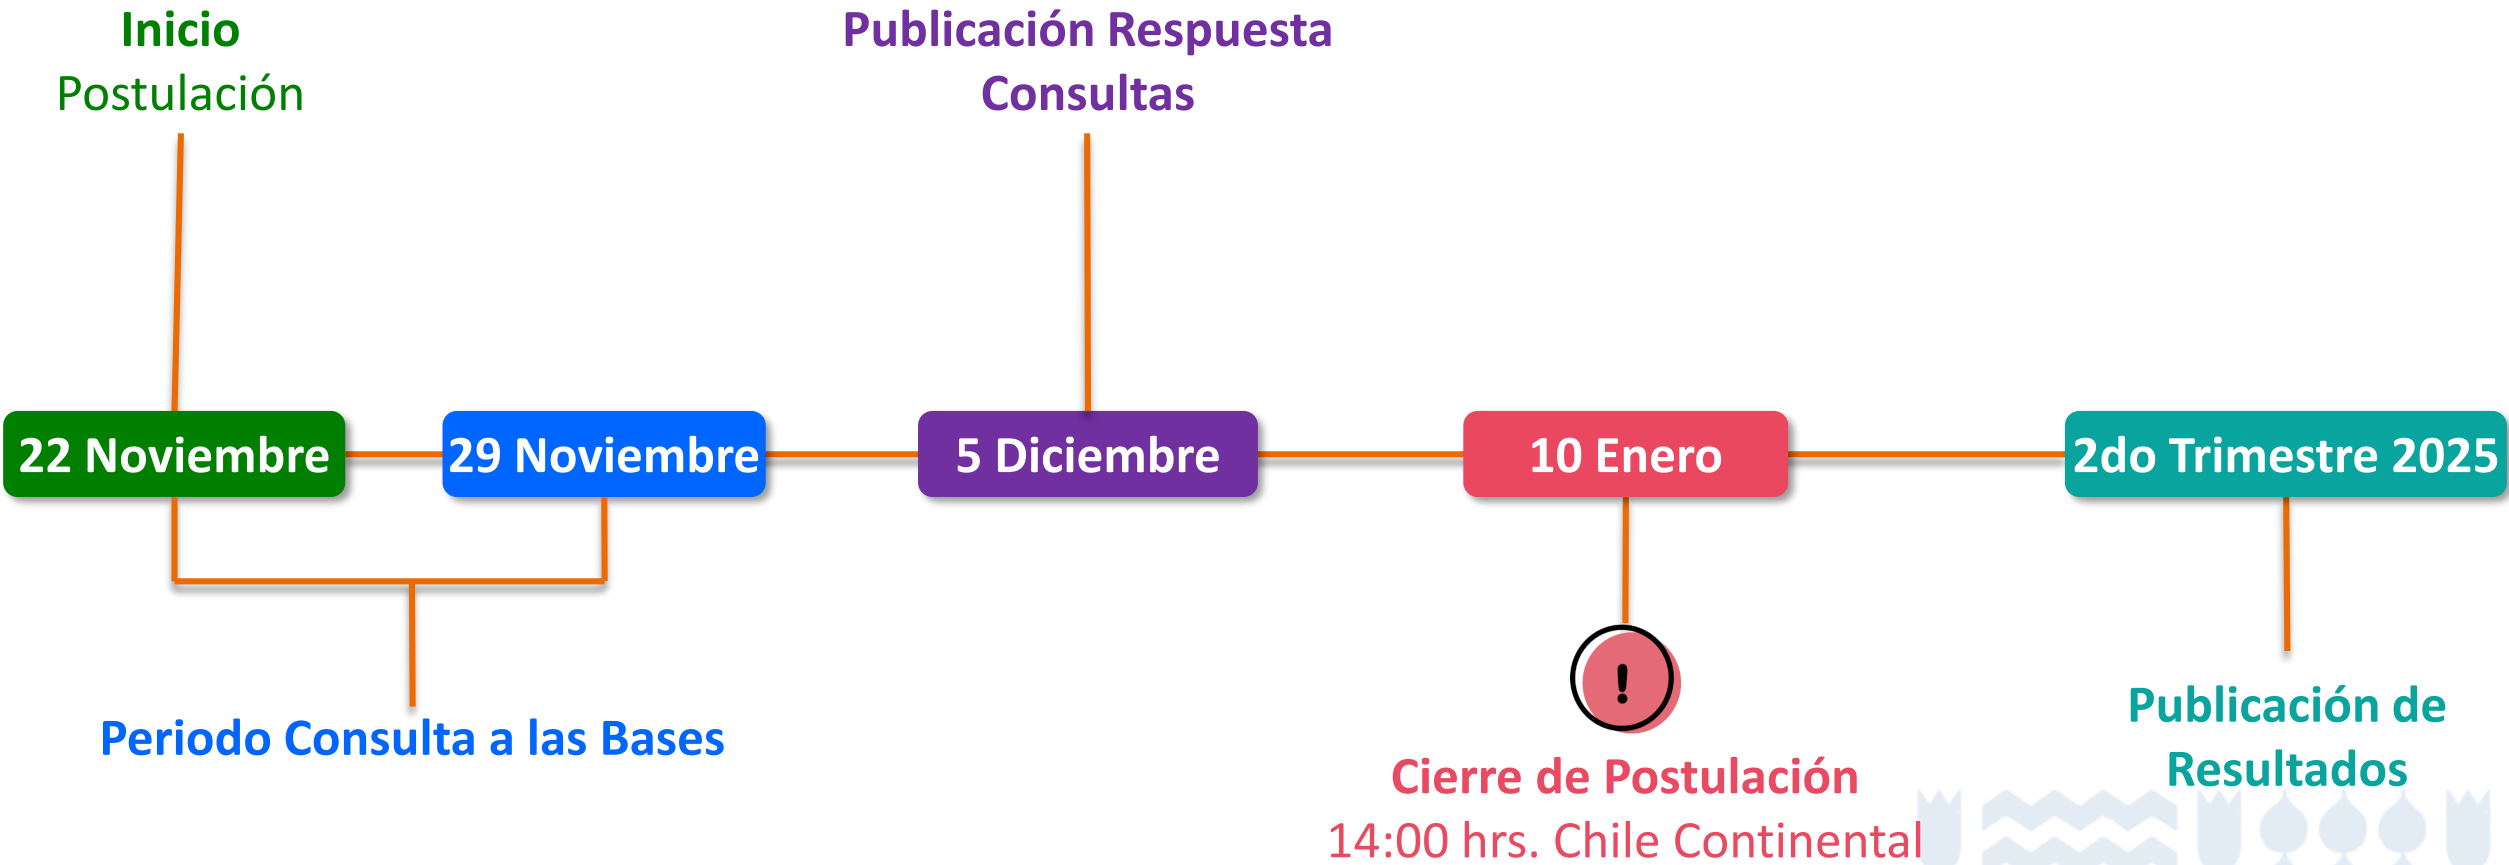 Inicio
Postulación
Publicación Respuesta
Consultas
22 Noviembre
29 Noviembre
5 Diciembre
10 Enero
2do Trimestre 2025
Periodo Consulta a las Bases
!
Cierre de Postulación
14:00 hrs. Chile Continental
Publicación de
Resultados